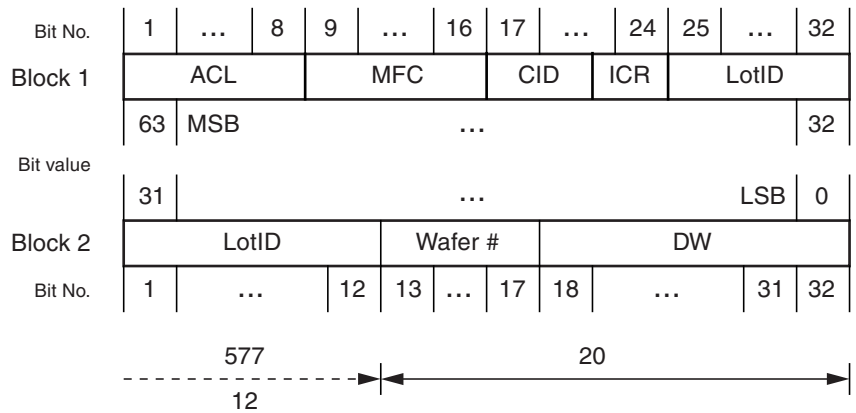 Bit No. 1 ... 8 9 ... 16 17 ... 24 25 ... 32
Block 1 ACL MFC CID ICR LotID
63 MSB ... 32
Bit value
31 ... LSB 0
Block 2 LotID Wafer # DW
Bit No. 1 ... 12 13 ... 17 18 ... 31 32
577 20
12